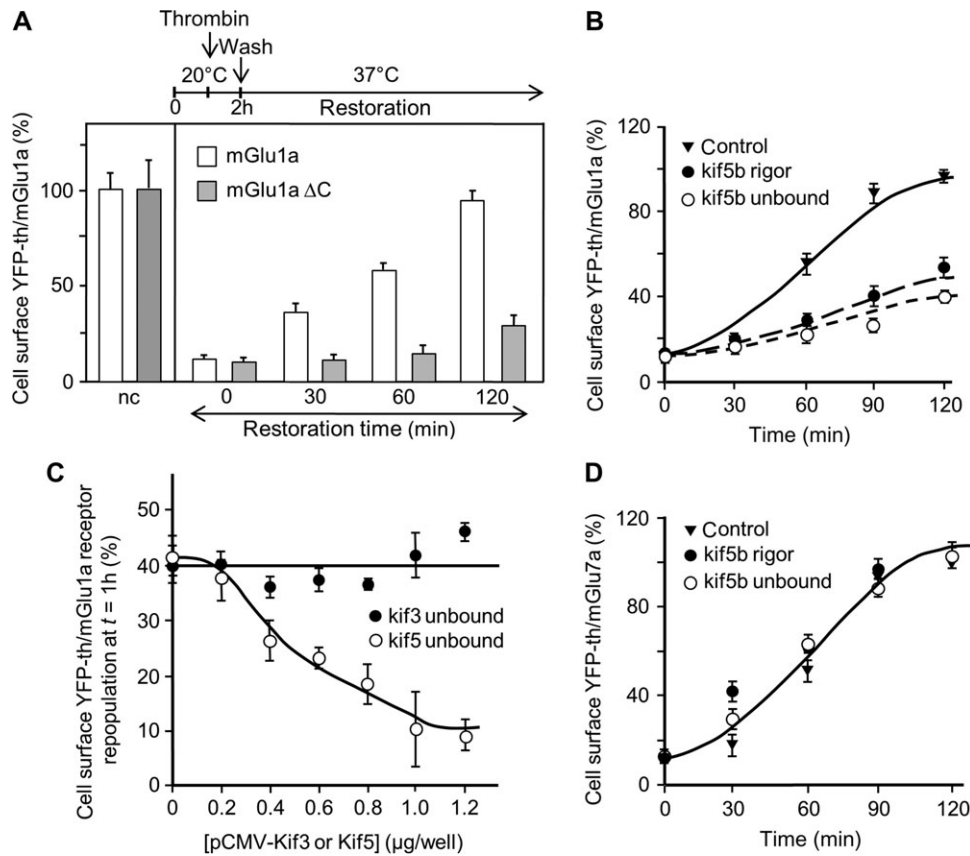 A
Thrombin
Wash
20°C
37°C
0
2h
Restoration
Cell surface YFP-th/mGlu1a (%)
100
50
0
mGlu1a
mGlu1a ΔC
nc
0
30
60
120
Restoration time (min)
B
Cell surface YFP-th/mGlu1a (%)
120
80
40
0
Control
kif5b rigor
kif5b unbound
0
30
60
90
120
Time (min)
C
Cell surface YFP-th/mGlu1a receptor
repopulation at t = 1h (%)
50
40
30
20
10
0
kif3 unbound
kif5 unbound
0
0.2
0.4
0.6
0.8
1.0
1.2
[pCMV-Kif3 or Kif5] (µg/well)
D
Cell surface YFP-th/mGlu7a (%)
120
80
40
0
Control
kif5b rigor
kif5b unbound
0
30
60
90
120
Time (min)